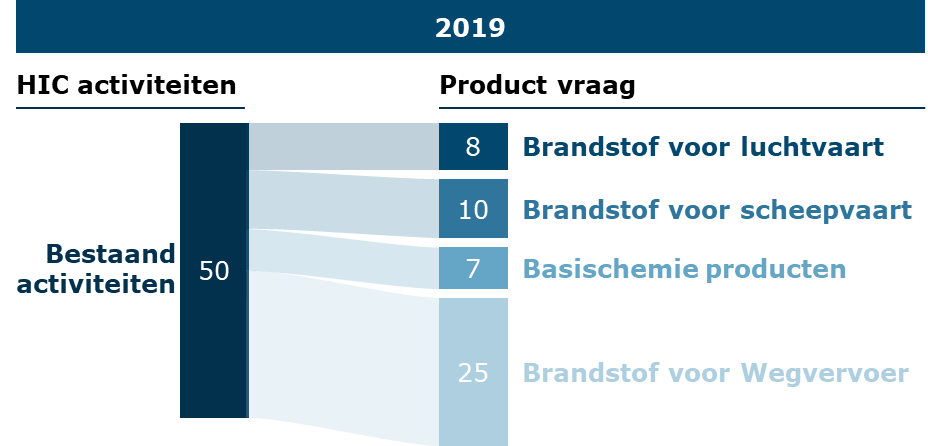 2019
HIC activiteiten
Product vraag
Bestaand
activiteiten
50
8
Brandstof voor luchtvaart
10
Brandstof voor scheepvaart
7
Basischemie producten
25
Brandstof voor Wegvervoer